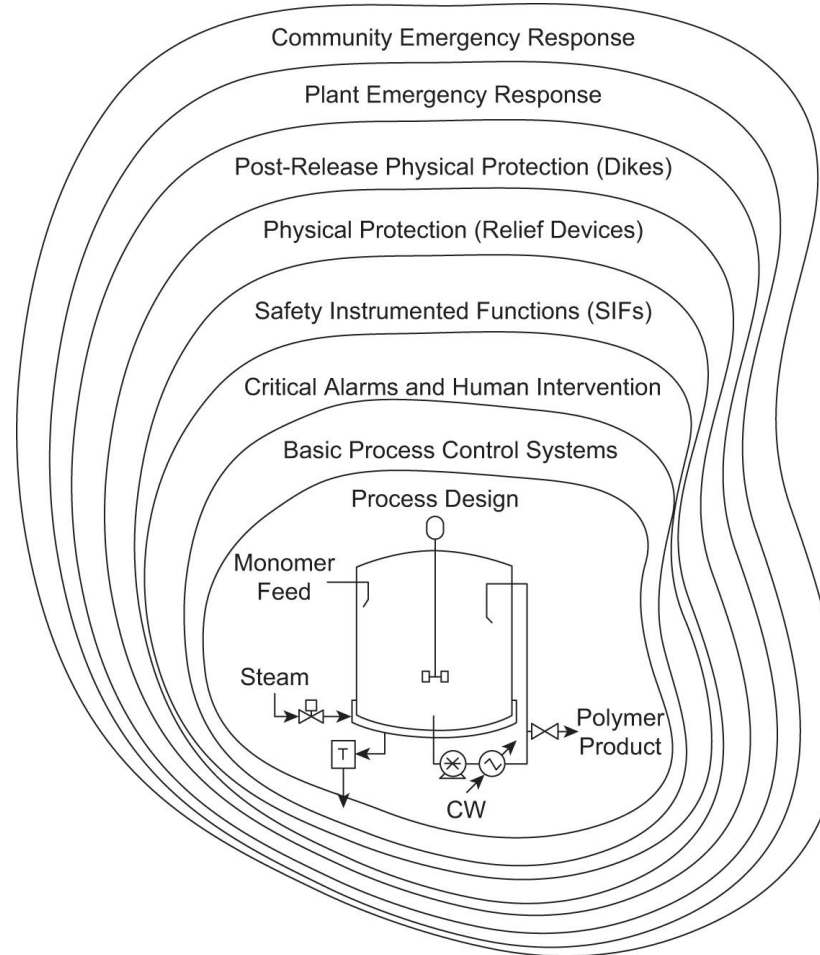 Community Emergency Response
Plant Emergency Response
Post-Release Physical Protection (Dikes)
Physical Protection (Relief Devices)
Safety Instrumented Functions (SIFs)
Critical Alarms and Human Intervention
Basic Process Control Systems
Process Design
Monomer
Feed
Steam
Polymer
Product
T
CW